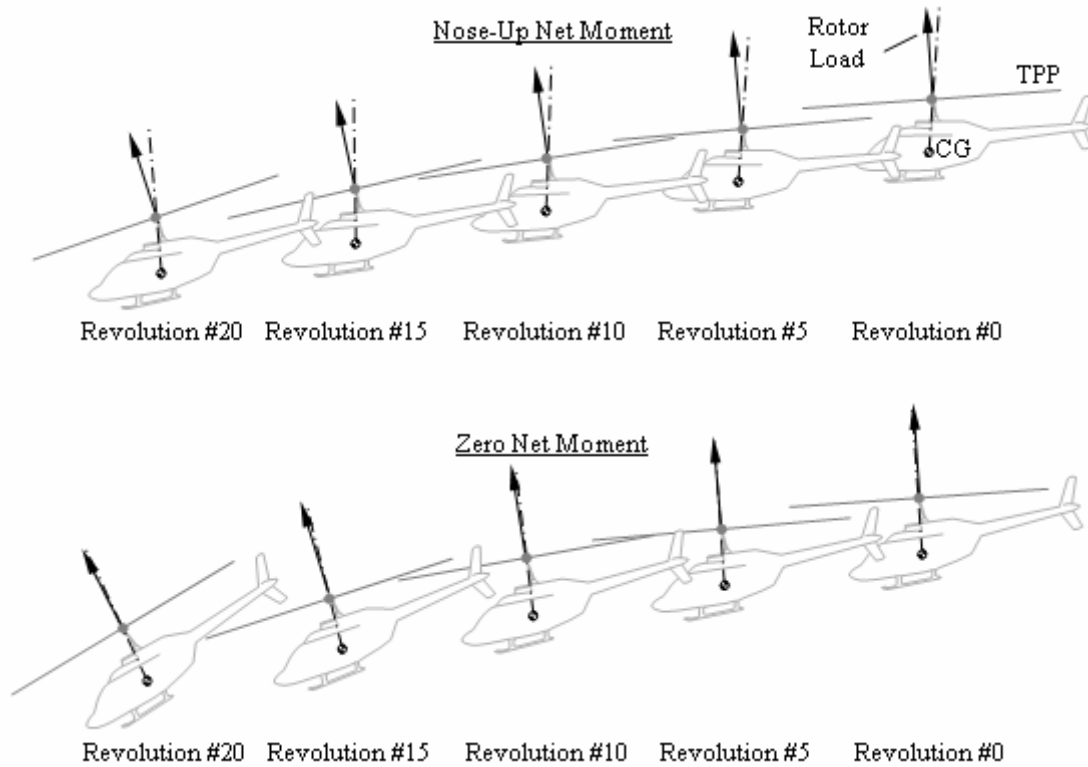 Nose-Up Net Moment
Rotor
Load
TPP
CG
Revolution #20 Revolution #15 Revolution #10 Revolution #5 Revolution #0
Zero Net Moment
Revolution #20 Revolution #15 Revolution #10 Revolution #5 Revolution #0